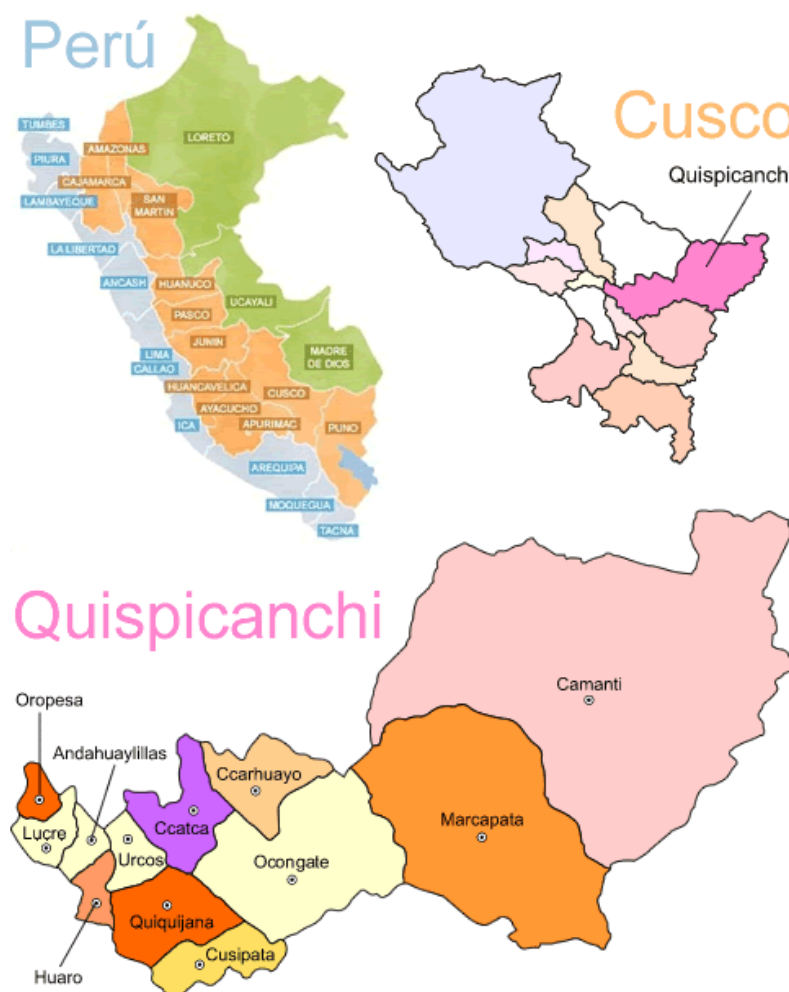 Perú
TUMBES
PIURA
LAMBAYEQUE
LA LIBERTAD
ANCASH
LIMA
CALLAO
ICA
AREQUIPA
MOQUEGUA
TACNA
AMAZONAS
CAJAMARCA
SAN
MARTIN
HUANUCO
PASCO
JUNIN
HUANCAVELICA
AYACUCHO
APURIMAC
CUSCO
PUNO
LORETO
UCAYALI
MADRE
DE DIOS
Cusco
Quispicanch
Quispicanchi
Oropesa
Andahuaylillas
Lucre
Urcos
Ccatca
Ccarhuayo
Ocongate
Marcapata
Camanti
Quiquijana
Cusipata
Huaro